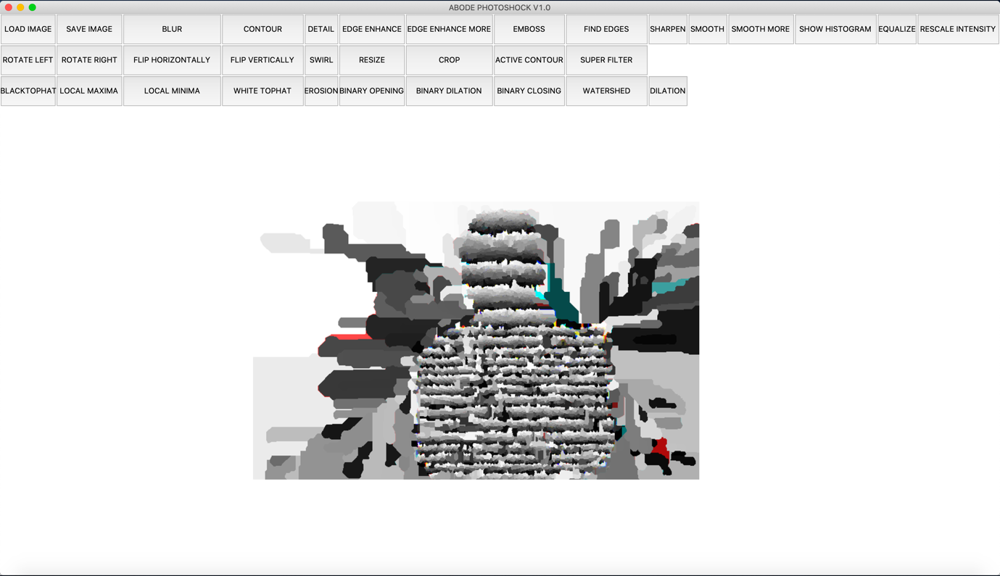 ABODE PHOTOSHOCK V1.0
LOAD IMAGE SAVE IMAGE BLUR CONTOUR DETAIL EDGE ENHANCE EDGE ENHANCE MORE EMBOSS FIND EDGES SHARPEN SMOOTH SMOOTH MORE SHOW HISTOGRAM EQUALIZE RESCALE INTENSITY
ROTATE LEFT ROTATE RIGHT FLIP HORIZONTALLY FLIP VERTICALLY SWIRL RESIZE CROP ACTIVE CONTOUR SUPER FILTER
BLACKTOPHAT LOCAL MAXIMA LOCAL MINIMA WHITE TOPHAT EROSION BINARY OPENING BINARY DILATION BINARY CLOSING WATERSHED DILATION